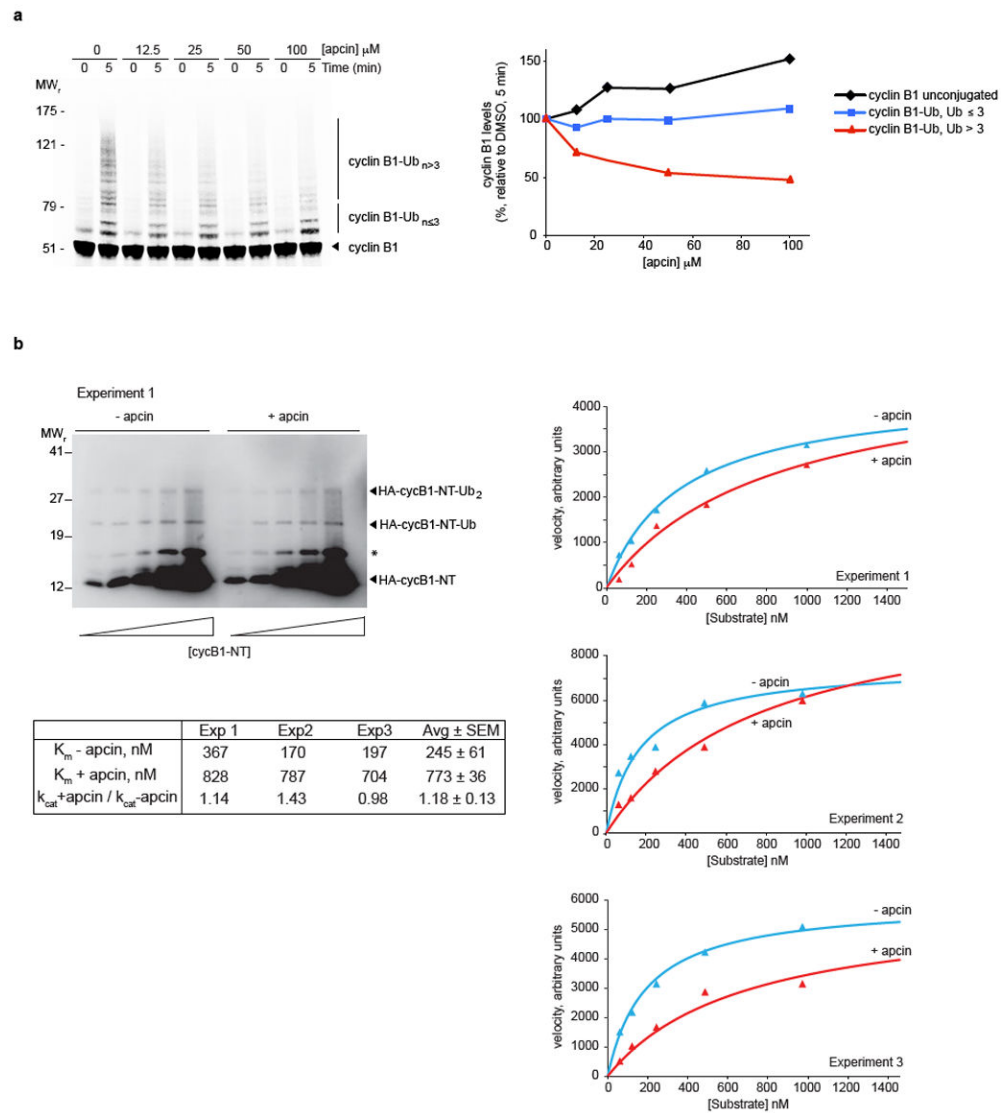 a
0 12.5 25 50 100 [apcin] μM
0 5 0 5 0 5 0 5 0 5 Time (min)
MWr
175 -
121 -
79 -
51 -
cyclin B1-Ub n>3
cyclin B1-Ub n≤3
cyclin B1
cyclin B1 levels
(%, relative to DMSO, 5 min)
150
100
50
0
0 20 40 60 80 100
[apcin] μM
cyclin B1 unconjugated
cyclin B1-Ub, Ub ≤ 3
cyclin B1-Ub, Ub > 3
b
Experiment 1
- apcin + apcin
MWr
41
27
19
12
HA-cycB1-NT-Ub2
HA-cycB1-NT-Ub
*
HA-cycB1-NT
[cycB1-NT]
Exp 1 Exp2 Exp3 Avg ± SEM
Km - apcin, nM 367 170 197 245 ± 61
Km + apcin, nM 828 787 704 773 ± 36
kcat+apcin / kcat-apcin 1.14 1.43 0.98 1.18 ± 0.13
velocity, arbitrary units
4000
3000
2000
1000
0
- apcin
+ apcin
Experiment 1
0 200 400 600 800 1000 1200 1400
[Substrate] nM
velocity, arbitrary units
8000
6000
4000
2000
0
- apcin
+ apcin
Experiment 2
0 200 400 600 800 1000 1200 1400
[Substrate] nM
velocity, arbitrary units
6000
5000
4000
3000
2000
1000
0
- apcin
+ apcin
Experiment 3
0 200 400 600 800 1000 1200 1400
[Substrate] nM